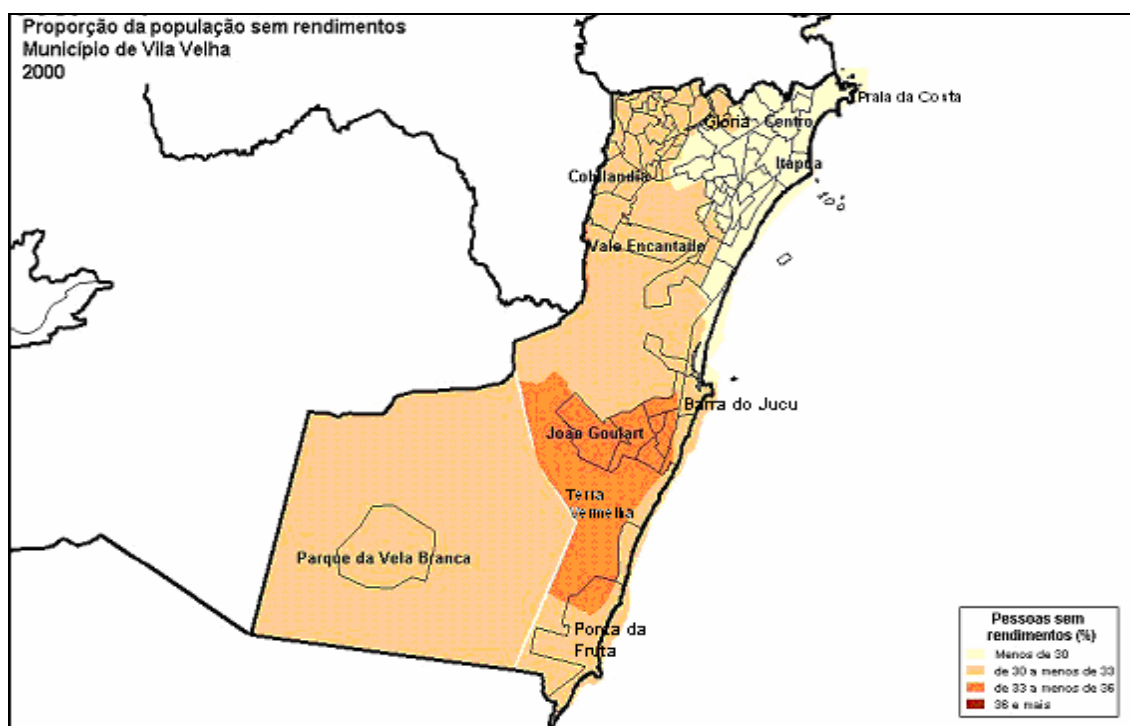 Proporção da população sem rendimentos
Município de Vila Velha
2000
Praia da Costa
Glória
Centro
Itapuã
Cobilandia
Vale Encantado
Barra do Jucu
João Goulart
Terra
Vermelha
Parque da Vela Branca
Ponta da
Fruta
Pessoas sem
rendimentos (%)
Menos de 30
de 30 a menos de 33
de 33 a menos de 36
36 e mais